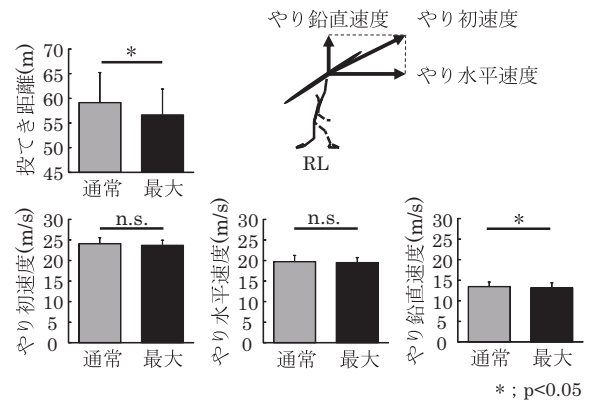 やり鉛直速度
やり初速度
やり水平速度
RL
投てき距離(m)
70
65
60
55
50
45
*
通常
最大
やり初速度(m/s)
30
25
20
15
10
5
0
n.s.
通常
最大
やり水平速度(m/s)
30
25
20
15
10
5
0
n.s.
通常
最大
やり鉛直速度(m/s)
30
25
20
15
10
5
0
*
通常
最大
* ; p<0.05